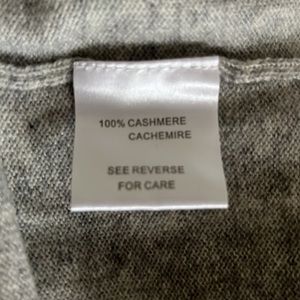 100% CASHMERE
CACHEMIRE
SEE REVERSE
FOR CARE